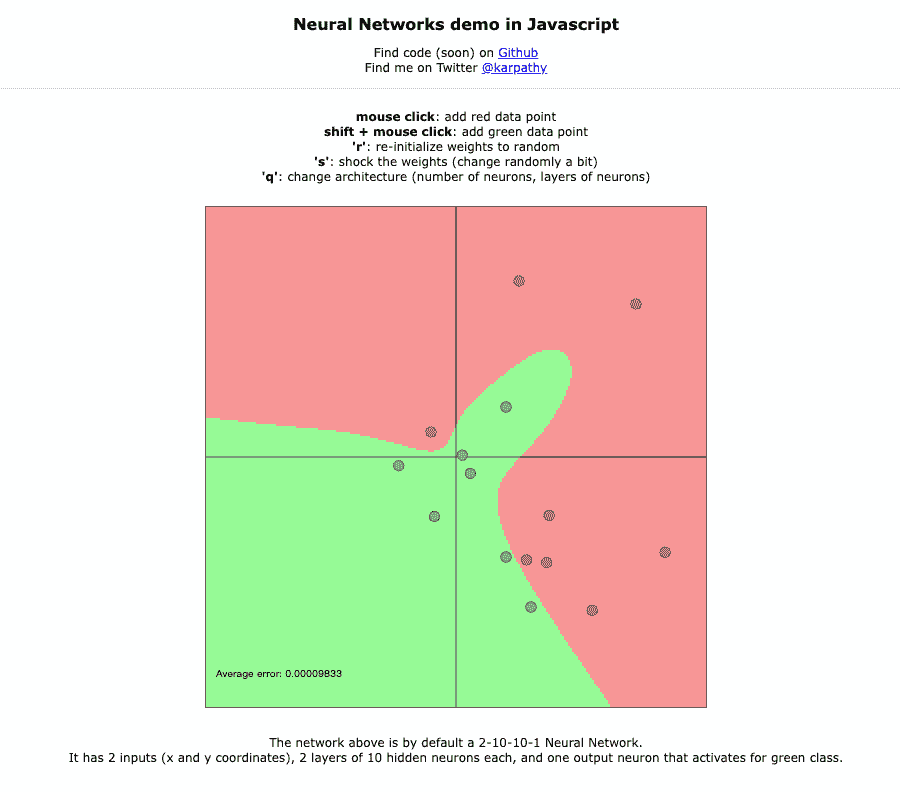 Neural Networks demo in Javascript
Find code (soon) on Github
Find me on Twitter @karpathy
mouse click: add red data point
shift + mouse click: add green data point
'r': re-initialize weights to random
's': shock the weights (change randomly a bit)
'q': change architecture (number of neurons, layers of neurons)
Average error: 0.00009833
The network above is by default a 2-10-10-1 Neural Network.
It has 2 inputs (x and y coordinates), 2 layers of 10 hidden neurons each, and one output neuron that activates for green class.